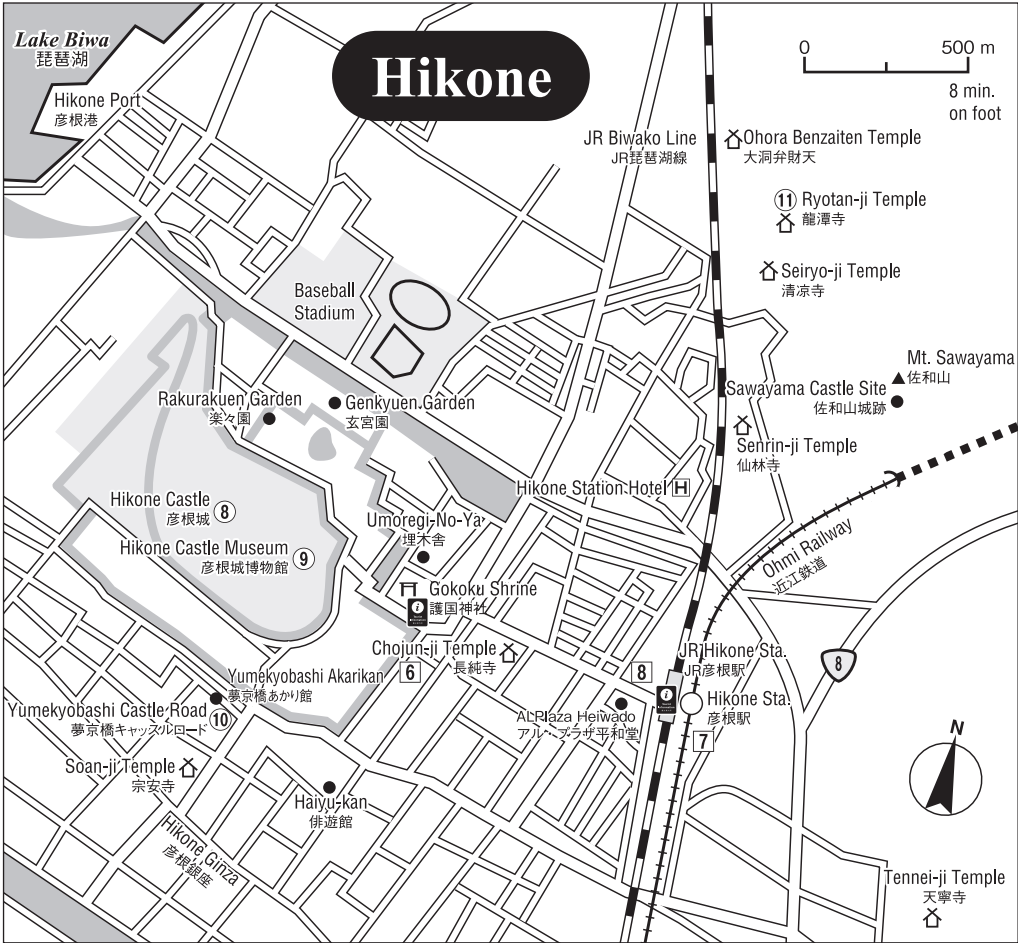 Lake Biwa
琵琶湖
Hikone
0
500 m
8 min.
on foot
Hikone Port
彦根港
JR Biwako Line
JR琵琶湖線
Ohora Benzaiten Temple
大洞弁財天
⑪ Ryotan-ji Temple
龍潭寺
Seiryo-ji Temple
清凉寺
Baseball
Stadium
Mt. Sawayama
佐和山
Sawayama Castle Site
佐和山城跡
Rakurakuen Garden
楽々園
Genkyuen Garden
玄宮園
Senrin-ji Temple
仙林寺
Hikone Station Hotel H
Hikone Castle
彦根城 ⑧
Umoregi-No-Ya
埋木舎
Hikone Castle Museum
彦根城博物館 ⑨
Ohmi Railway
近江鉄道
Gokoku Shrine
護国神社
i
Chojun-ji Temple
長純寺
6
8
JR Hikone Sta.
JR彦根駅
8
Yumekyobashi Akarikan
夢京橋あかり館
i
Hikone Sta.
彦根駅
Yumekyobashi Castle Road
夢京橋キャッスルロード ⑩
Al.Plaza Heiwado
アル・プラザ平和堂
7
N
Soan-ji Temple
宗安寺
Haiyu-kan
俳遊館
Hikone Ginza
彦根銀座
Tennei-ji Temple
天寧寺